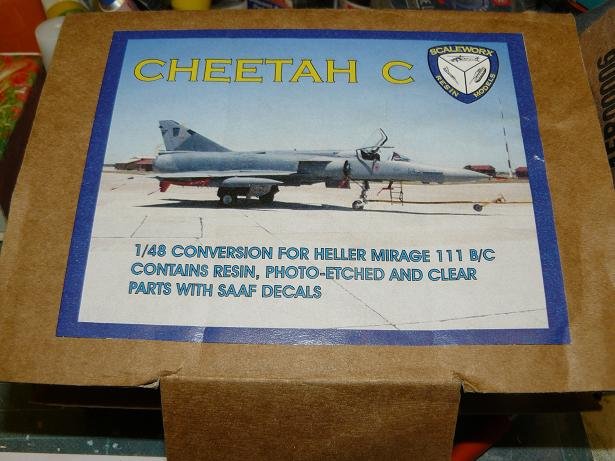 CHEETAH C
SCALEWORX
RESIN MODELS
1/48 CONVERSION FOR HELLER MIRAGE 111 B/C
CONTAINS RESIN, PHOTO-ETCHED AND CLEAR
PARTS WITH SAAF DECALS